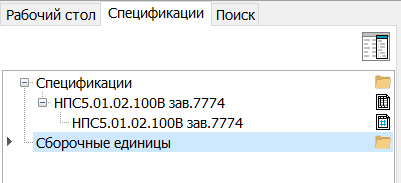 Рабочий стол Спецификации Поиск
Спецификации
НПС5.01.02.100В зав.7774
НПС5.01.02.100В зав.7774
Сборочные единицы